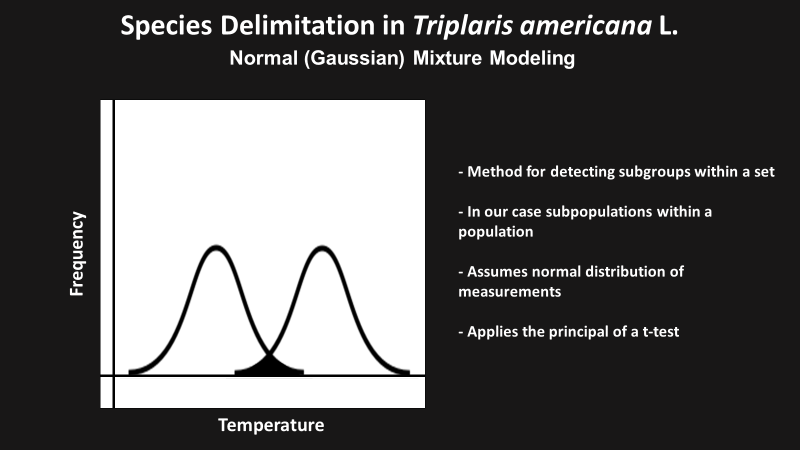 Species Delimitation in Triplaris americana L.
Normal (Gaussian) Mixture Modeling
Frequency
Temperature
- Method for detecting subgroups within a set
- In our case subpopulations within a
population
- Assumes normal distribution of
measurements
- Applies the principal of a t-test